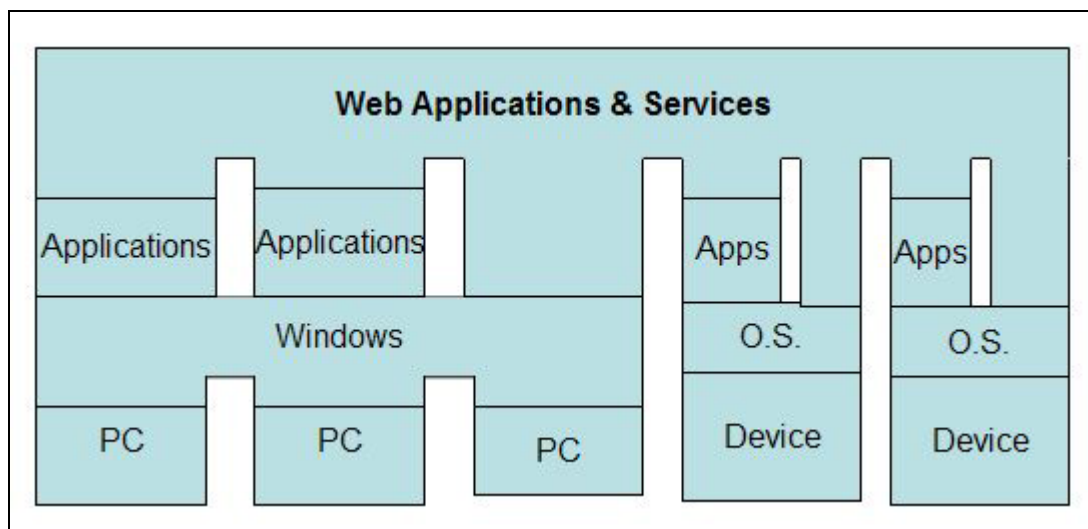 Web Applications & Services
Applications
Applications
Apps
Apps
Windows
O.S.
O.S.
PC
PC
PC
Device
Device